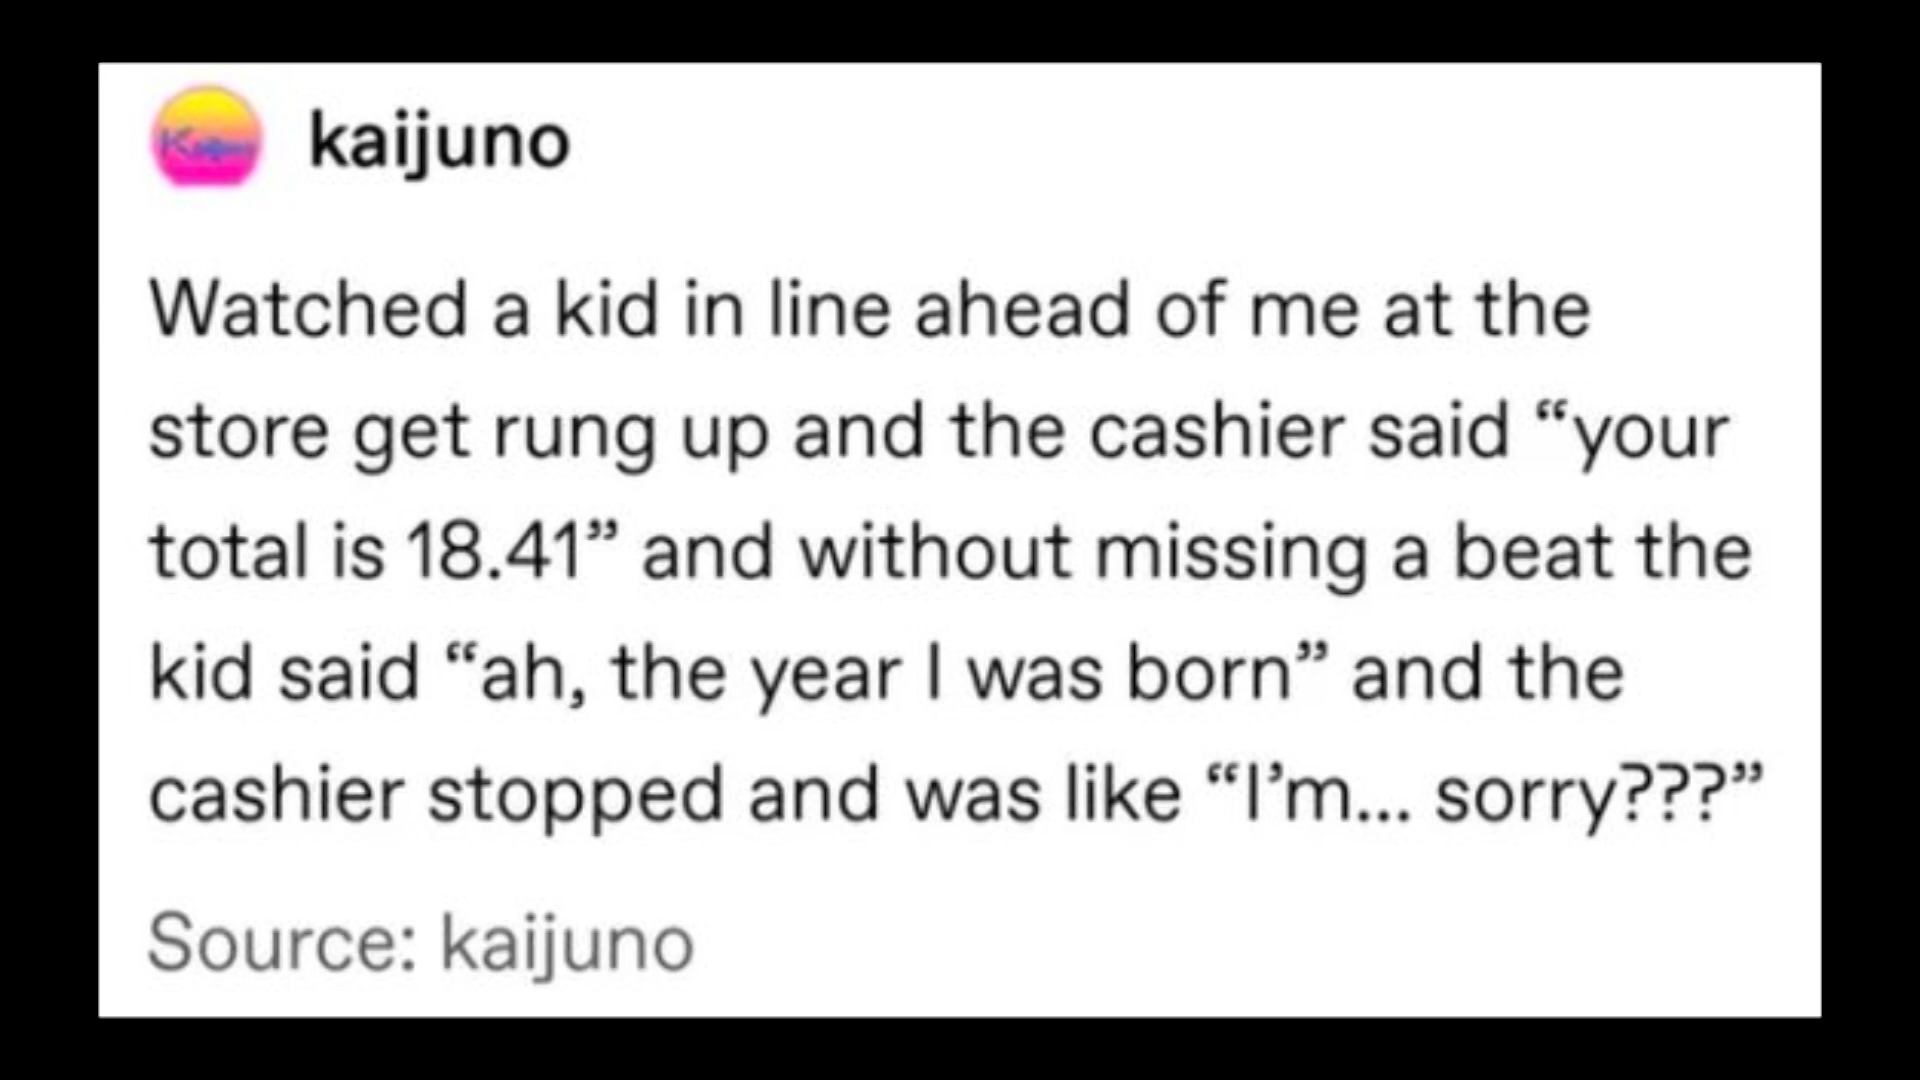 kaijuno
Watched a kid in line ahead of me at the
store get rung up and the cashier said “your
total is 18.41” and without missing a beat the
kid said “ah, the year I was born” and the
cashier stopped and was like “I’m... sorry???”
Source: kaijuno